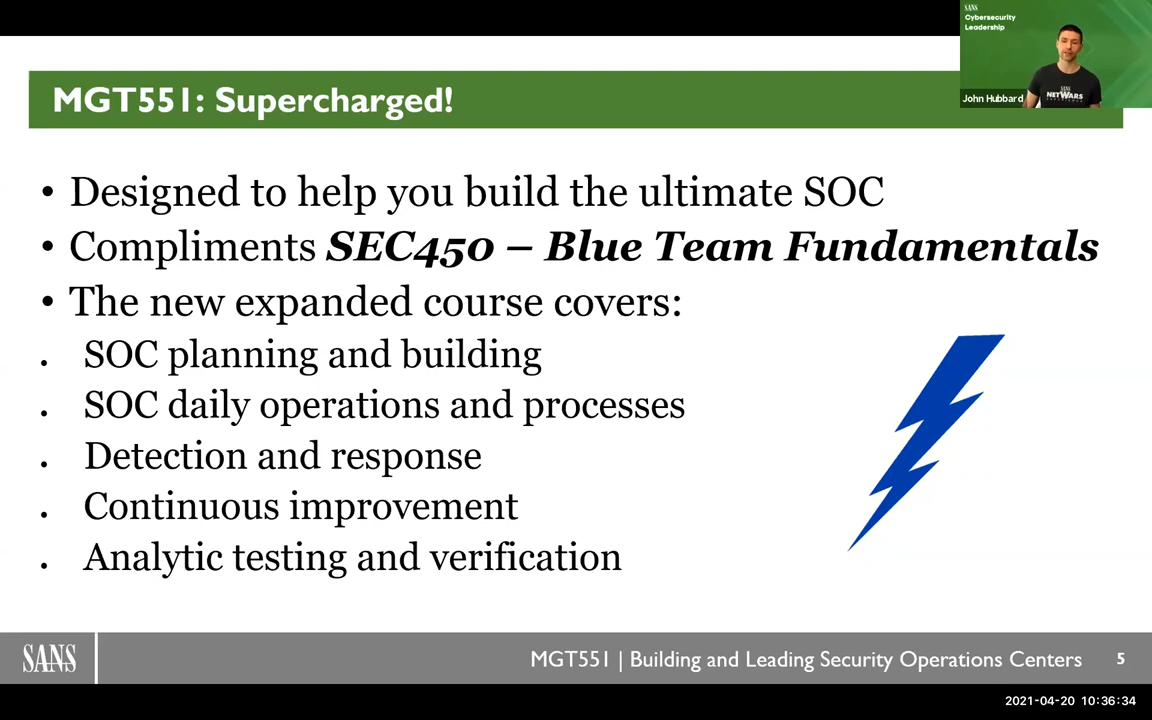 SANS
Cybersecurity
Leadership
NETWARS
John Hubbard
MGT551: Supercharged!
• Designed to help you build the ultimate SOC
• Compliments SEC450 – Blue Team Fundamentals
• The new expanded course covers:
• SOC planning and building
• SOC daily operations and processes
• Detection and response
• Continuous improvement
• Analytic testing and verification
SANS
MGT551 | Building and Leading Security Operations Centers 5
2021-04-20 10:36:34